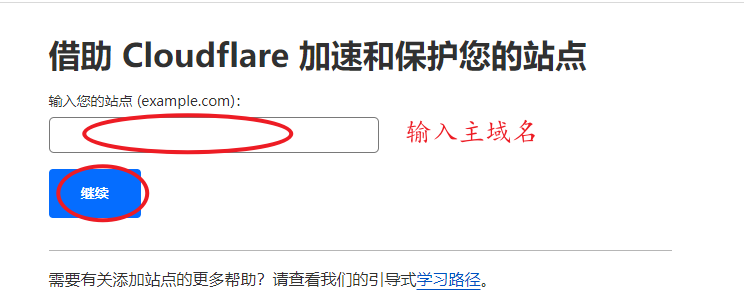 借助 Cloudflare 加速和保护您的站点
输入您的站点 (example.com)：
输入主域名
继续
需要有关添加站点的更多帮助？请查看我们的引导式学习路径。